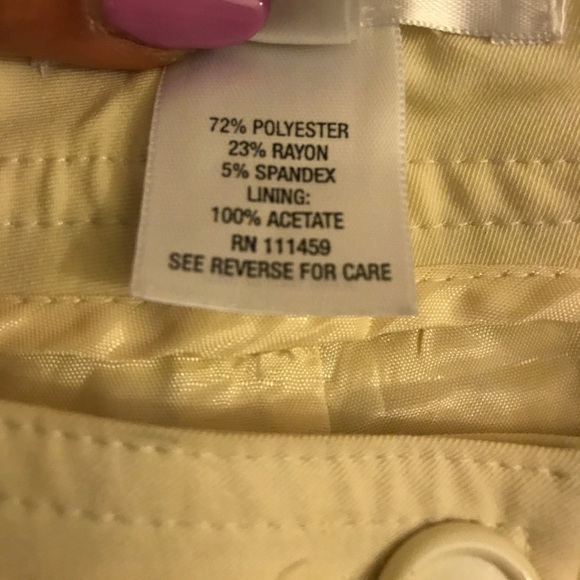 72% POLYESTER
23% RAYON
5% SPANDEX
LINING:
100% ACETATE
RN 111459
SEE REVERSE FOR CARE